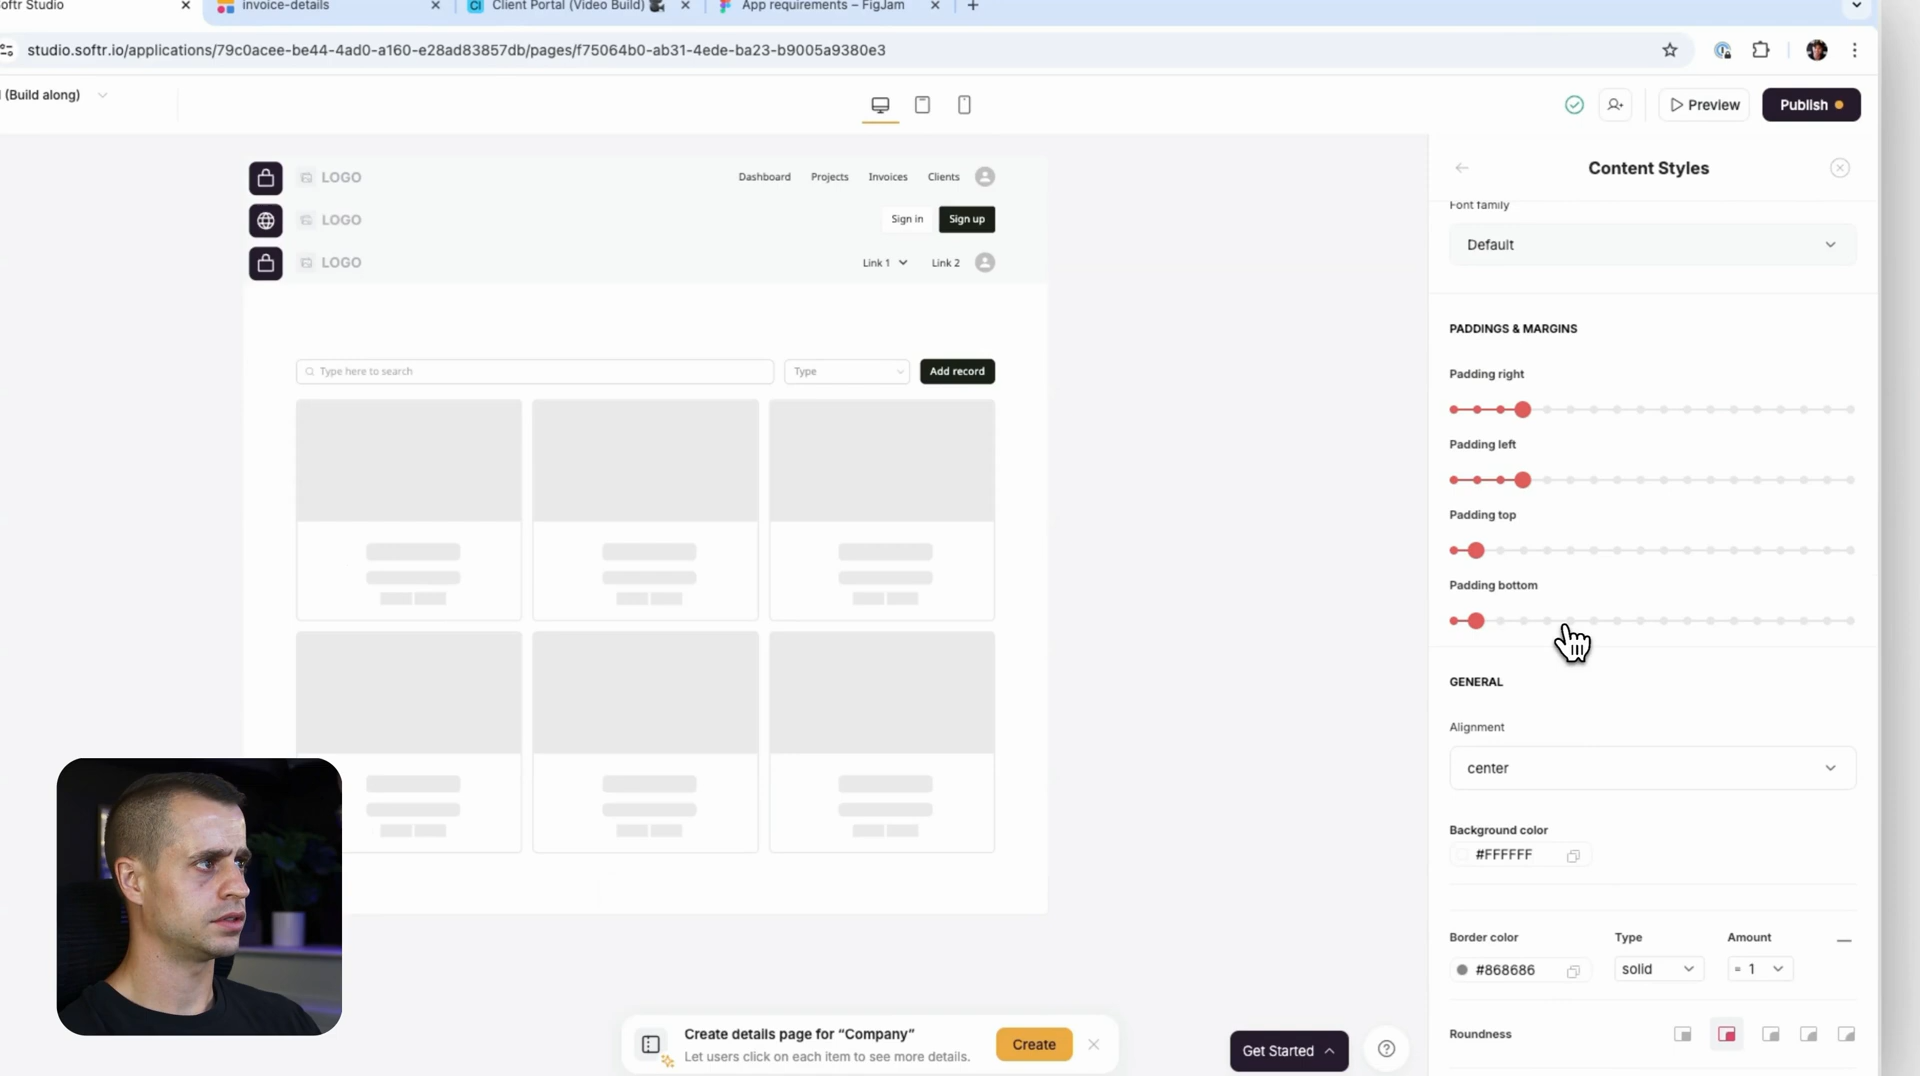 Softr Studio
invoice-details
Client Portal (Video Build)
App requirements – FigJam
studio.softr.io/applications/79c0acee-be44-4ad0-a160-e28ad83857db/pages/f75064b0-ab31-4ede-ba23-b9005a9380e3
(Build along)
Preview
Publish
LOGO
Dashboard Projects Invoices Clients
LOGO
Sign in Sign up
LOGO
Link 1 Link 2
Type here to search
Type
Add record
Create details page for “Company”
Let users click on each item to see more details.
Create
Get Started
Content Styles
Font family
Default
PADDINGS & MARGINS
Padding right
Padding left
Padding top
Padding bottom
GENERAL
Alignment
center
Background color
#FFFFFF
Border color Type Amount
#868686 solid = 1
Roundness